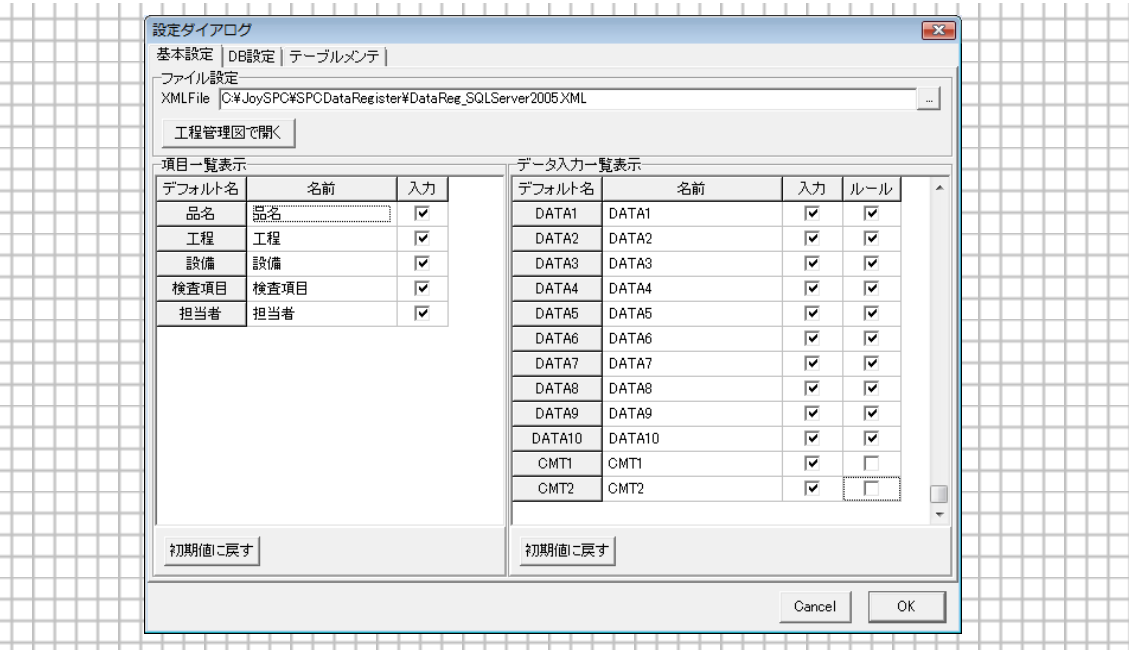 設定ダイアログ
基本設定 DB設定 テーブルメンテ
ファイル設定
XMLFile C:¥JoySPC¥SPCDataRegister¥DataReg_SQLServer2005.XML ...
工程管理図で開く
項目一覧表示
デフォルト名 名前 入力
品名 品名
工程 工程
設備 設備
検査項目 検査項目
担当者 担当者
初期値に戻す
データ入力一覧表示
デフォルト名 名前 入力 ルール
DATA1 DATA1
DATA2 DATA2
DATA3 DATA3
DATA4 DATA4
DATA5 DATA5
DATA6 DATA6
DATA7 DATA7
DATA8 DATA8
DATA9 DATA9
DATA10 DATA10
CMT1 CMT1
CMT2 CMT2
初期値に戻す
Cancel OK